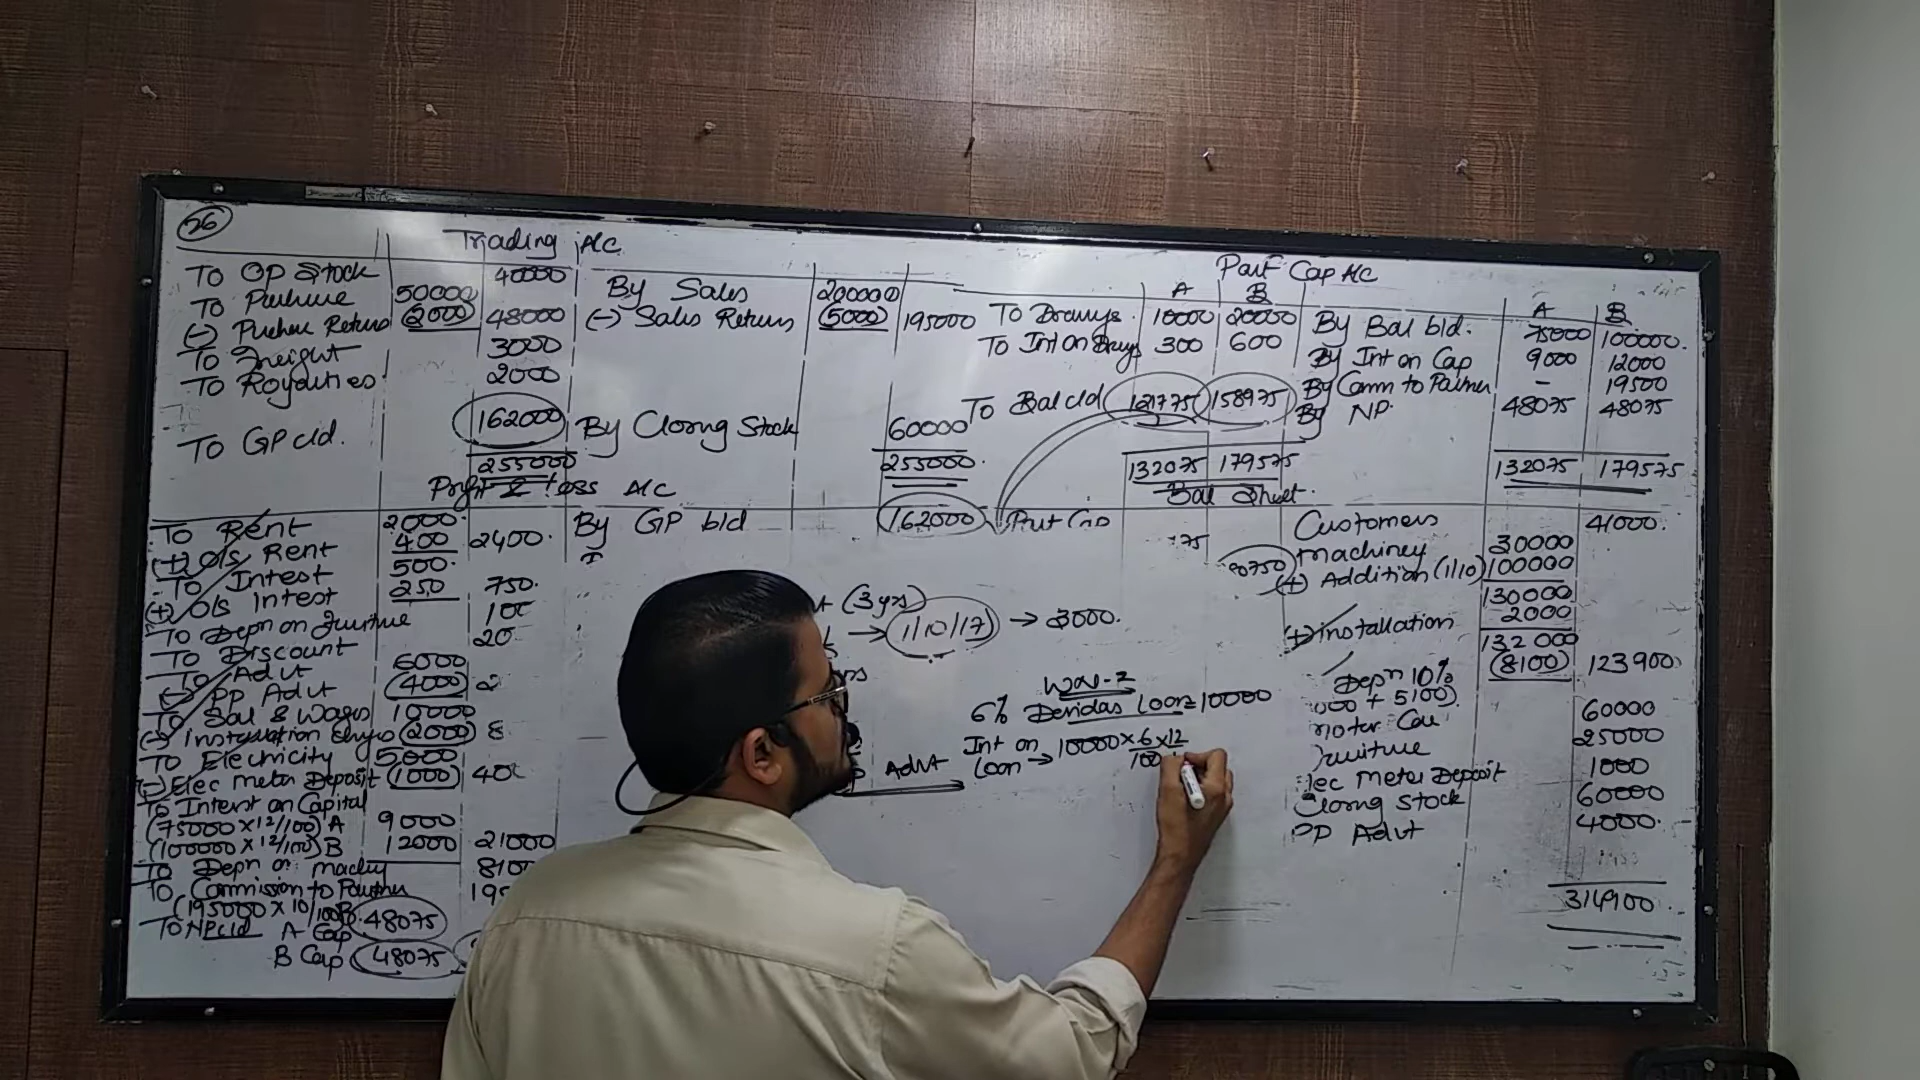 26
Trading A/C
To Op Stock 40000
To Purchase 50000
(-) Purchase Return (2000) 48000
To Freight 3000
To Royalties 2000
To GP c/d. 162000
255000
By Sales 200000
(-) Sales Return (5000) 195000
By Closing Stock 60000
255000
Profit & Loss A/C
To Rent 2000
(+) O/s Rent 400 2400
To Interest 500
(+) O/s Interest 250 750
To Depn on Furniture
To Discount
To Advt 6000
(-) PP Advt (4000)
To Sal & Wages 10000
(-) Installation Chrgs (2000)
To Electricity 5000
(-) Elec meter Deposit (1000)
To Interest on Capital
(75000 x 12/100) A 9000
(100000 x 12/100) B 12000 21000
To Depn on machy
To Commission to Partner
(195000 x 10/100) B
To NP c/d A Cap 48075
B Cap 48075
By GP b/d 162000
(3 yrs)
→ 1/10/17 → 3000.
Advt
WN-2
6% Devidas Loan = 10000
Int on
Loan → 10000 x 6 x 12
100
Part Cap A/C
A B
To Drawgs. 10000 20000
To Int on Drwgs 300 600
To Bal c/d 121775 158975
132075 179575
A B
By Bal b/d. 75000 100000.
By Int on Cap 9000 12000
By Comm to Partner - 19500
By NP. 48075 48075
132075 179575
Bal Sheet.
Part Cap
Customers 41000.
machinery 30000
(+) Addition (1/10) 100000
130000
(+) installation 2000
132000
Depn 10% (8100) 123900
+ 5100)
motor Car 60000
25000
meter Deposit 1000
Closing Stock 60000
PP Advt 4000.
314900